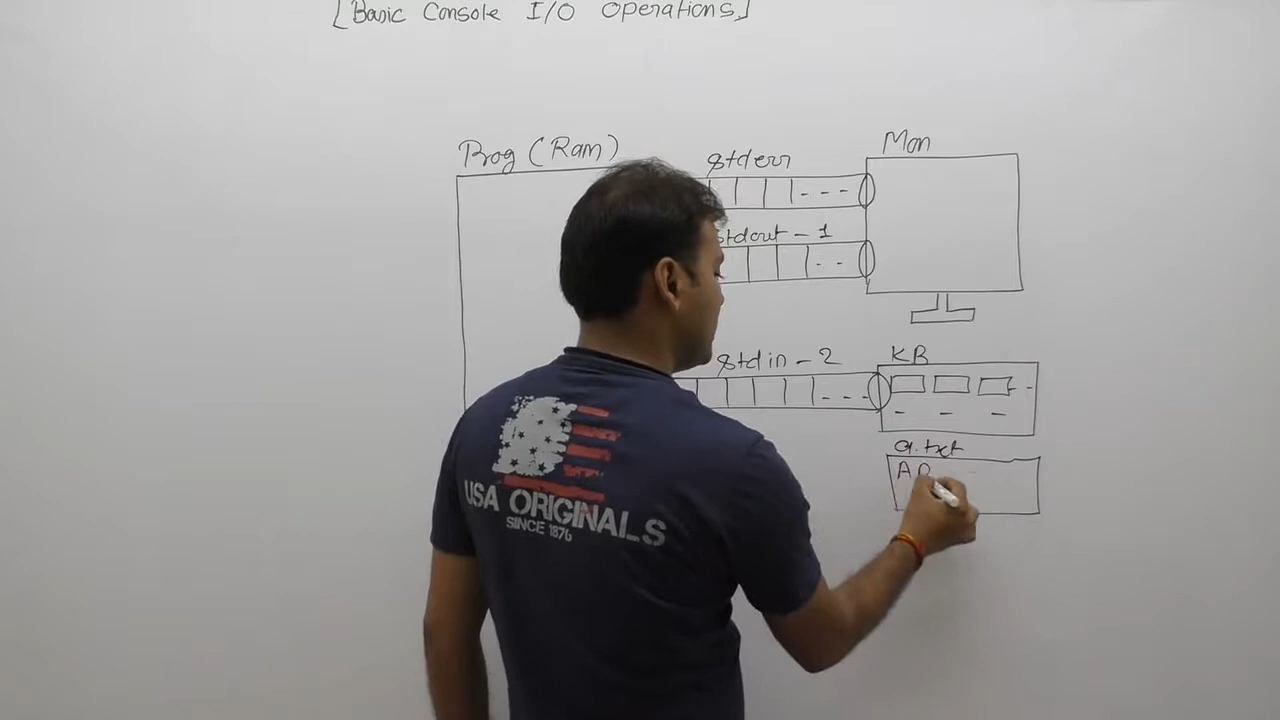 [Basic Console I/O Operations]
Prog (Ram)
stderr
Mon
stdout - 1
stdin - 2
KB
a.txt
A
USA ORIGINALS
SINCE 1876